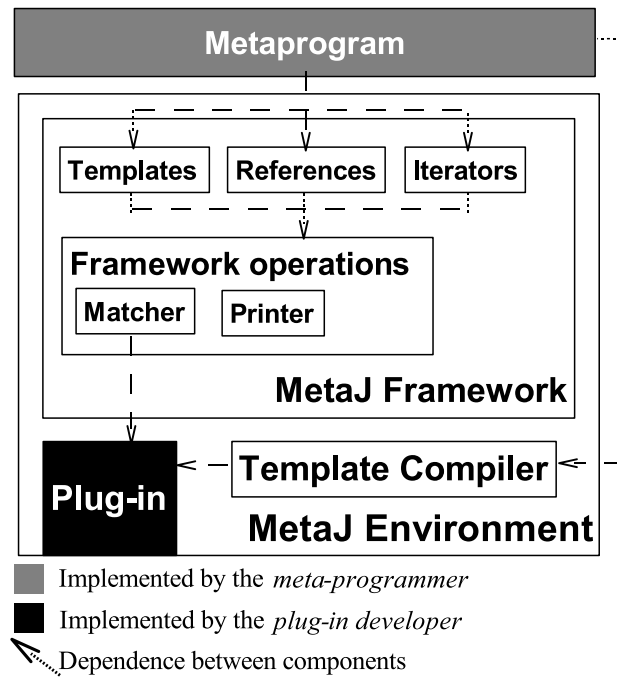 Metaprogram
Templates
References
Iterators
Framework operations
Matcher
Printer
MetaJ Framework
Plug-in
Template Compiler
MetaJ Environment
Implemented by the meta-programmer
Implemented by the plug-in developer
Dependence between components